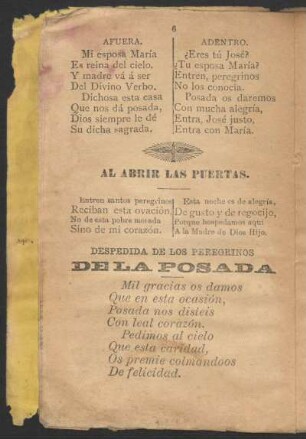 6
AFUERA.
Mi esposa María
Es reina del cielo,
Y madre vá á ser
Del Divino Verbo.
Dichosa esta casa
Que nos dá posada,
Dios siempre le dé
Su dicha sagrada.
ADENTRO.
¿Eres tú José?
¿Tu esposa María?
Entren, peregrinos
No los conocía.
Posada os daremos
Con mucha alegría,
Entra, José justo,
Entra con María.
AL ABRIR LAS PUERTAS.
Entren santos peregrinos
Reciban esta ovación,
No de esta pobre morada
Sino de mi corazón.
Esta noche es de alegría,
De gusto y de regocijo,
Porque hospedamos aquí
A la Madre de Dios Hijo.
DESPEDIDA DE LOS PEREGRINOS
DE LA POSADA
Mil gracias os damos
Que en esta ocasión,
Posada nos disteis
Con leal corazón.
Pedimos al cielo
Que esta caridad,
Os premie colmandoos
De felicidad.